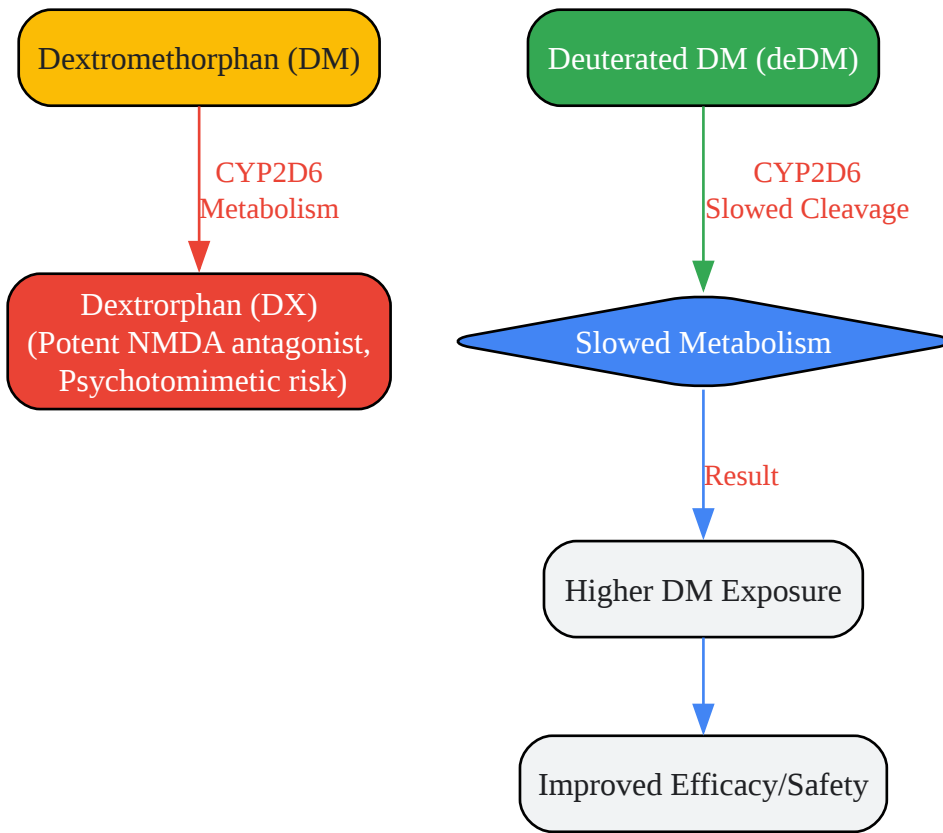 Dextromethorphan (DM)
CYP2D6
Metabolism
Dextrorphan (DX)
(Potent NMDA antagonist,
Psychotomimetic risk)
Deuterated DM (deDM)
CYP2D6
Slowed Cleavage
Slowed Metabolism
Result
Higher DM Exposure
Improved Efficacy/Safety